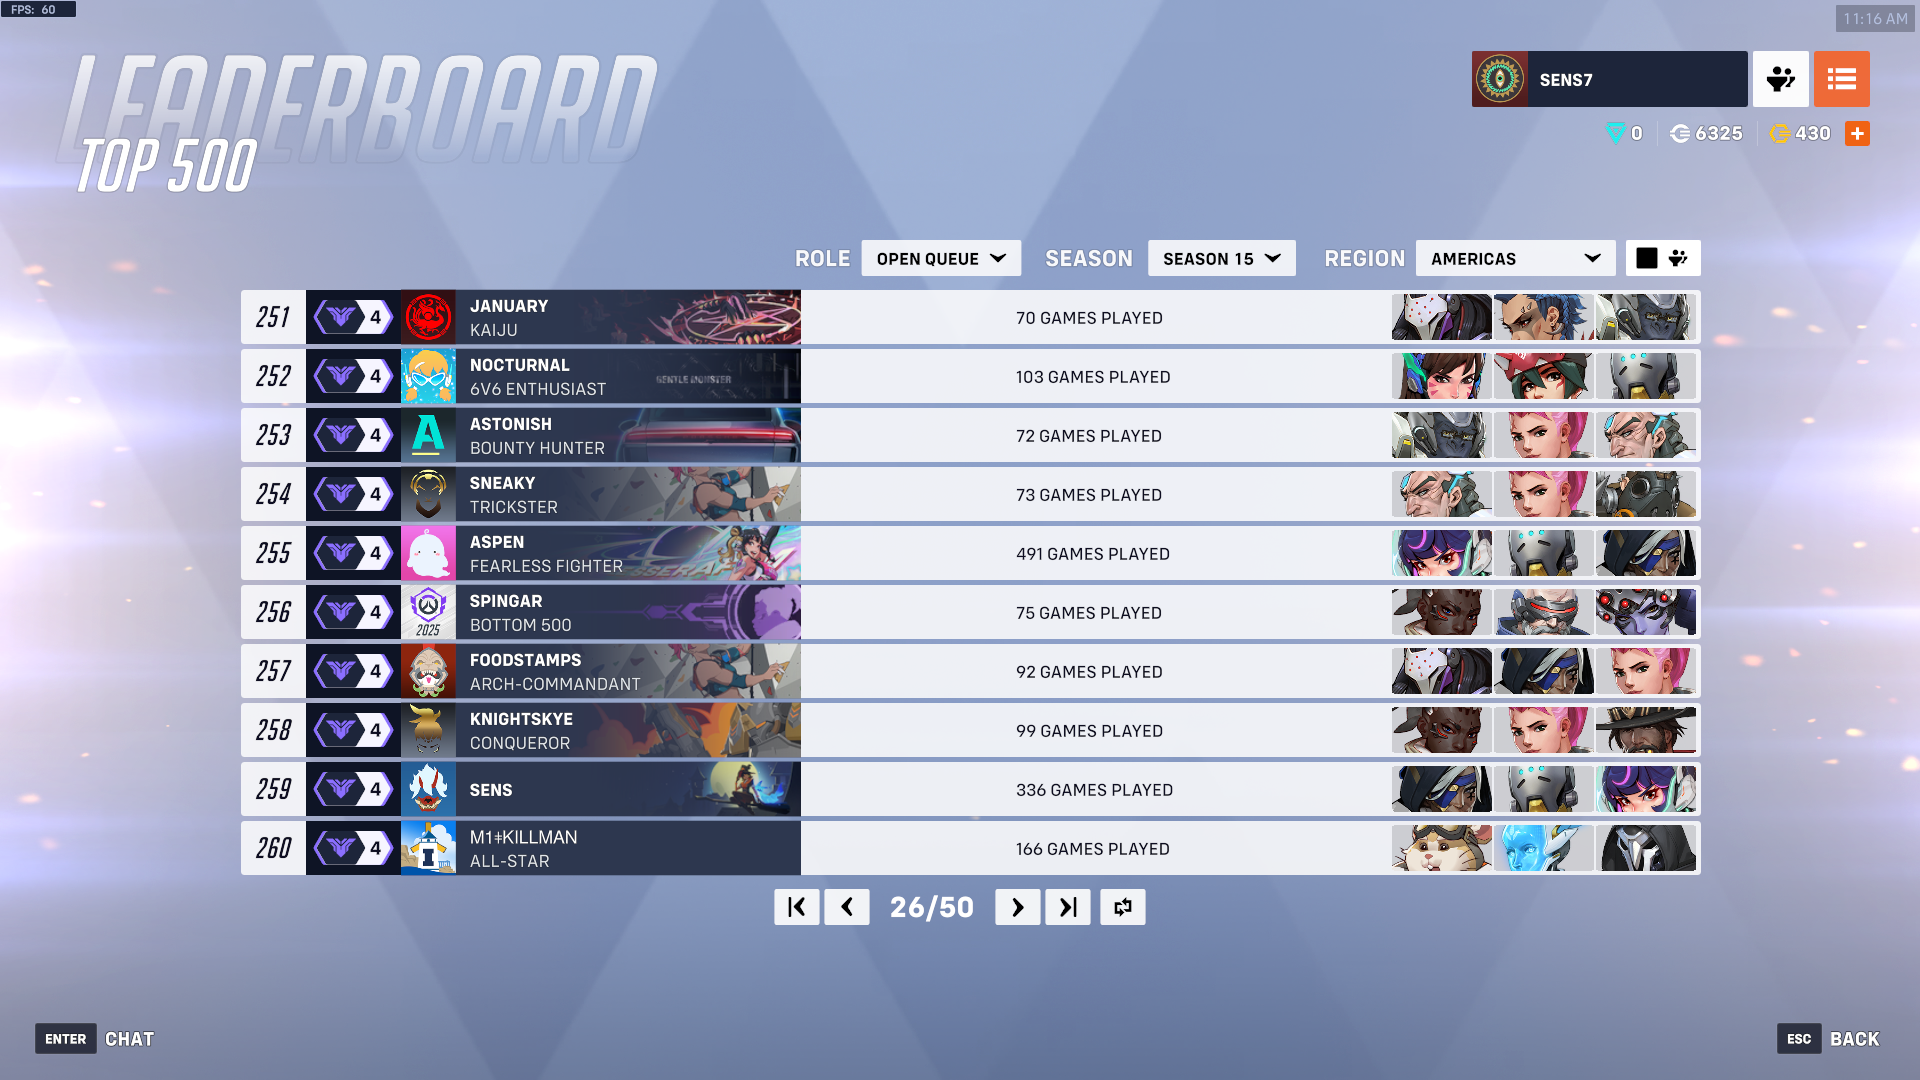 FPS: 60
11:16 AM
LEADERBOARD
TOP 500
SENS7
0 6325 430
ROLE OPEN QUEUE SEASON SEASON 15 REGION AMERICAS
251 4 JANUARY 70 GAMES PLAYED
KAIJU
252 4 NOCTURNAL 103 GAMES PLAYED
6V6 ENTHUSIAST GENTLE MONSTER
253 4 ASTONISH 72 GAMES PLAYED
BOUNTY HUNTER
254 4 SNEAKY 73 GAMES PLAYED
TRICKSTER
255 4 ASPEN 491 GAMES PLAYED
FEARLESS FIGHTER
256 4 SPINGAR 75 GAMES PLAYED
2025 BOTTOM 500
257 4 FOODSTAMPS 92 GAMES PLAYED
ARCH-COMMANDANT
258 4 KNIGHTSKYE 99 GAMES PLAYED
CONQUEROR
259 4 SENS 336 GAMES PLAYED
260 4 M1ǂKILLMAN 166 GAMES PLAYED
ALL-STAR
26/50
ENTER CHAT
ESC BACK